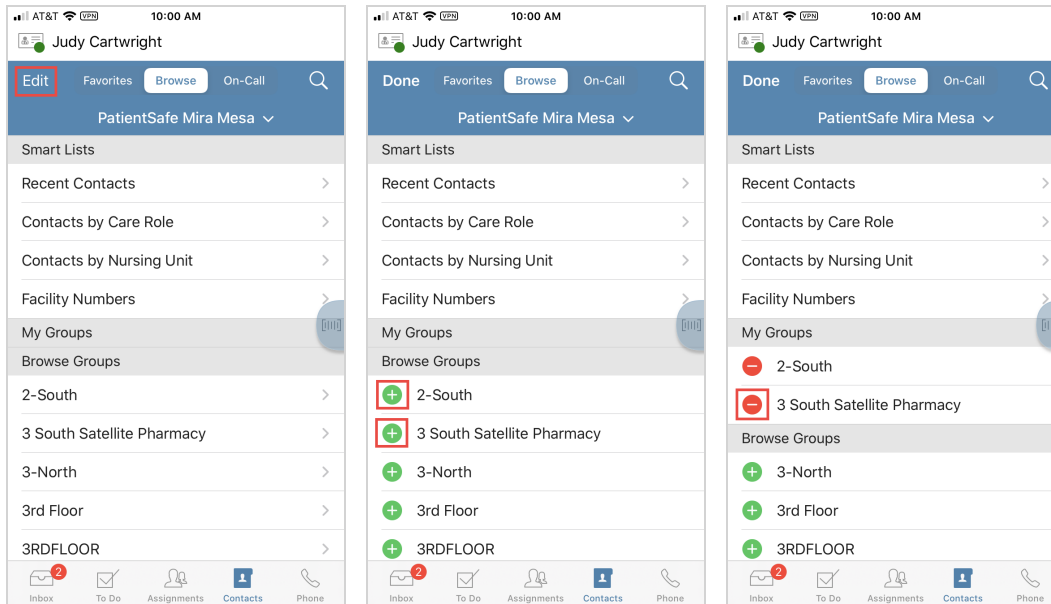 AT&T VPN 10:00 AM
Judy Cartwright
Edit Favorites Browse On-Call
PatientSafe Mira Mesa
Smart Lists
Recent Contacts
Contacts by Care Role
Contacts by Nursing Unit
Facility Numbers
My Groups
Browse Groups
2-South
3 South Satellite Pharmacy
3-North
3rd Floor
3RDFLOOR
2
Inbox To Do Assignments Contacts Phone
AT&T VPN 10:00 AM
Judy Cartwright
Done Favorites Browse On-Call
PatientSafe Mira Mesa
Smart Lists
Recent Contacts
Contacts by Care Role
Contacts by Nursing Unit
Facility Numbers
My Groups
Browse Groups
2-South
3 South Satellite Pharmacy
3-North
3rd Floor
3RDFLOOR
2
Inbox To Do Assignments Contacts Phone
AT&T VPN 10:00 AM
Judy Cartwright
Done Favorites Browse On-Call
PatientSafe Mira Mesa
Smart Lists
Recent Contacts
Contacts by Care Role
Contacts by Nursing Unit
Facility Numbers
My Groups
2-South
3 South Satellite Pharmacy
Browse Groups
3-North
3rd Floor
3RDFLOOR
2
Inbox To Do Assignments Contacts Phone